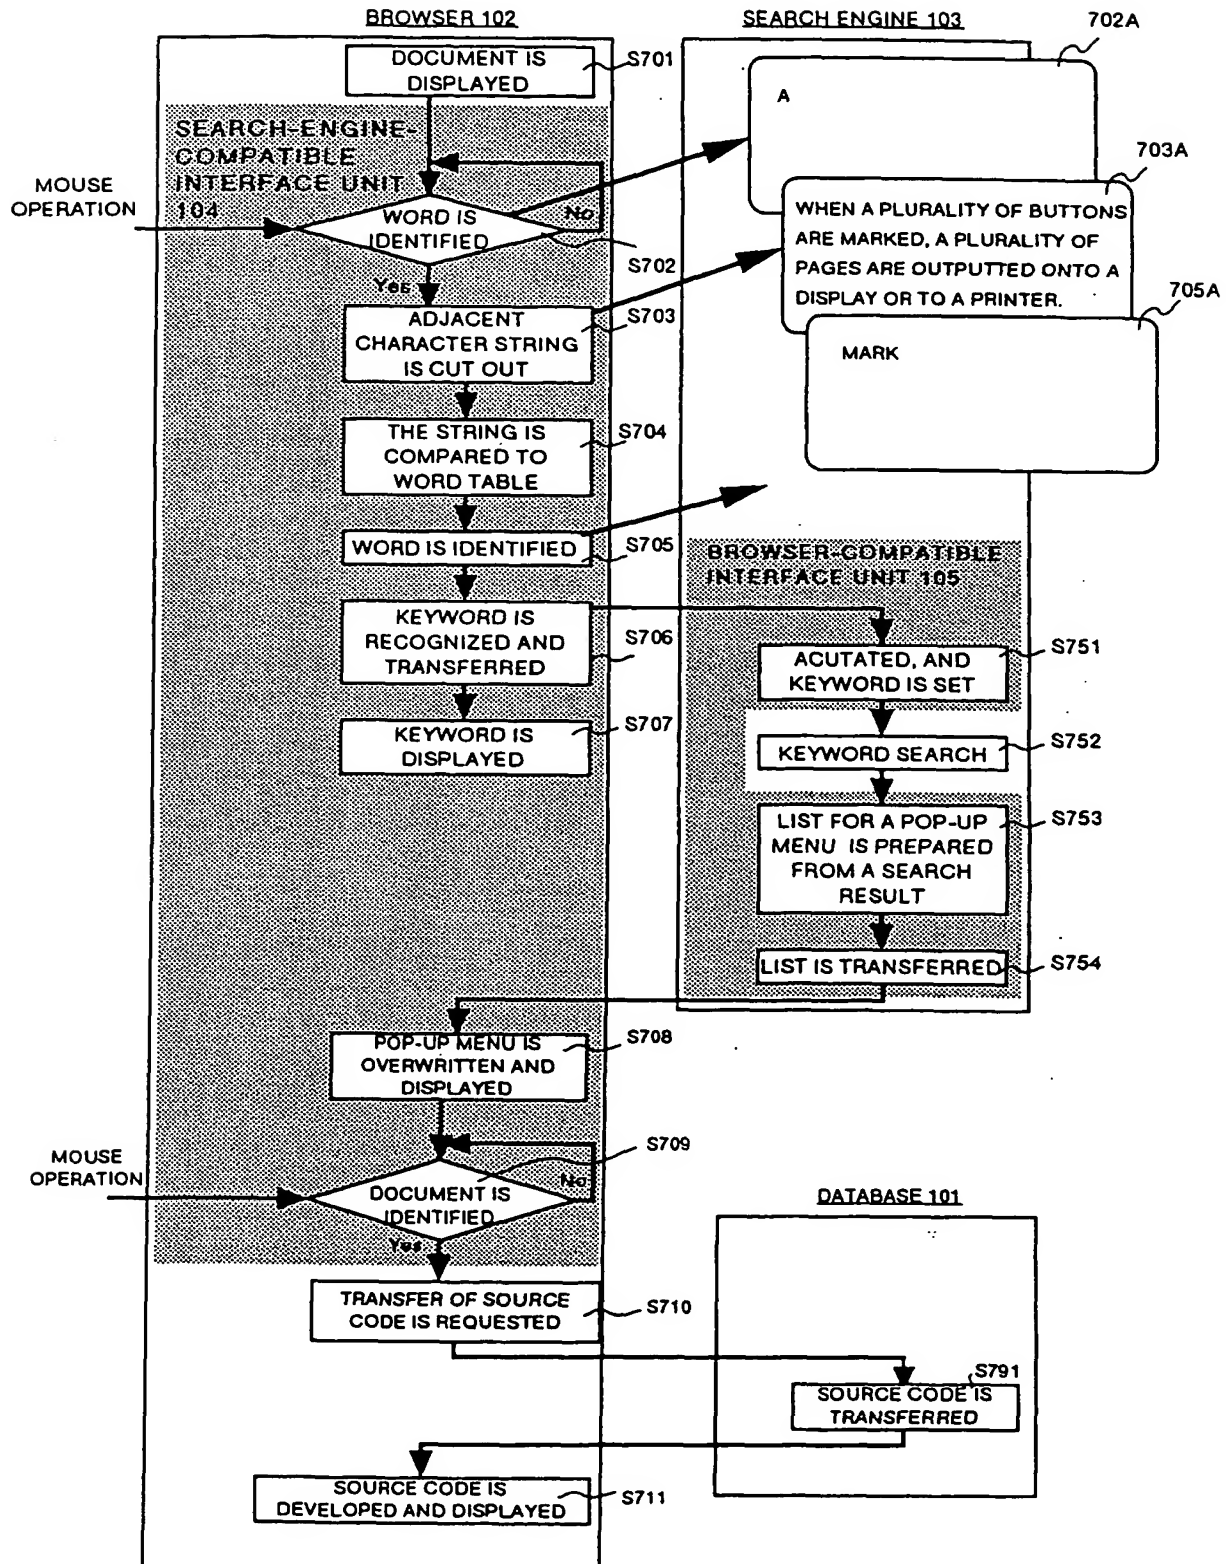 BROWSER 102
SEARCH ENGINE 103
702A
DOCUMENT IS
DISPLAYED
S701
A
SEARCH-ENGINE-
COMPATIBLE
INTERFACE UNIT
104
703A
MOUSE
OPERATION
WORD IS
IDENTIFIED
No
S702
WHEN A PLURALITY OF BUTTONS
ARE MARKED, A PLURALITY OF
PAGES ARE OUTPUTTED ONTO A
DISPLAY OR TO A PRINTER.
Yes
705A
ADJACENT
CHARACTER STRING
IS CUT OUT
S703
MARK
THE STRING IS
COMPARED TO
WORD TABLE
S704
WORD IS IDENTIFIED
S705
BROWSER-COMPATIBLE
INTERFACE UNIT 105
KEYWORD IS
RECOGNIZED AND
TRANSFERRED
S706
ACUTATED, AND
KEYWORD IS SET
S751
KEYWORD IS
DISPLAYED
S707
KEYWORD SEARCH
S752
LIST FOR A POP-UP
MENU IS PREPARED
FROM A SEARCH
RESULT
S753
LIST IS TRANSFERRED
S754
POP-UP MENU IS
OVERWRITTEN AND
DISPLAYED
S708
MOUSE
OPERATION
S709
DOCUMENT IS
IDENTIFIED
No
Yes
DATABASE 101
TRANSFER OF SOURCE
CODE IS REQUESTED
S710
S791
SOURCE CODE IS
TRANSFERRED
SOURCE CODE IS
DEVELOPED AND DISPLAYED
S711